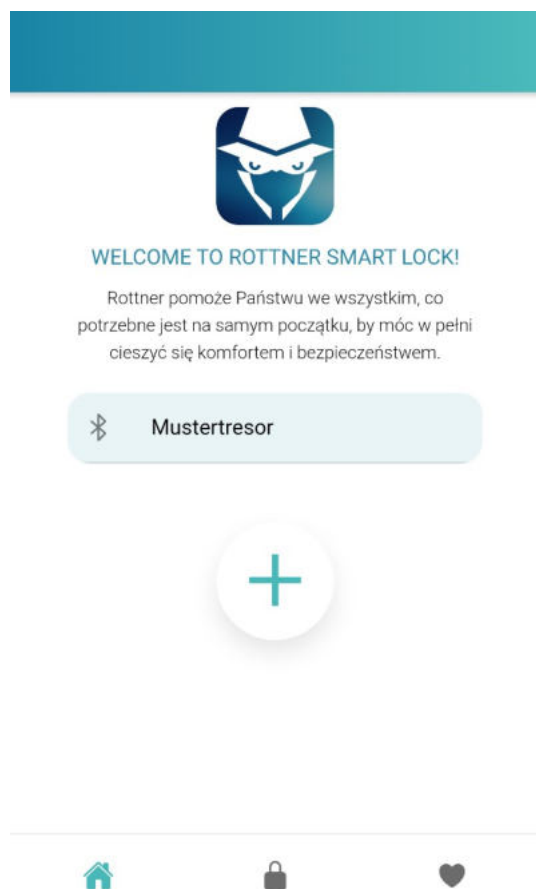 WELCOME TO ROTTNER SMART LOCK!
Rottner pomoże Państwu we wszystkim, co
potrzebne jest na samym początku, by móc w pełni
cieszyć się komfortem i bezpieczeństwem.
Mustertresor